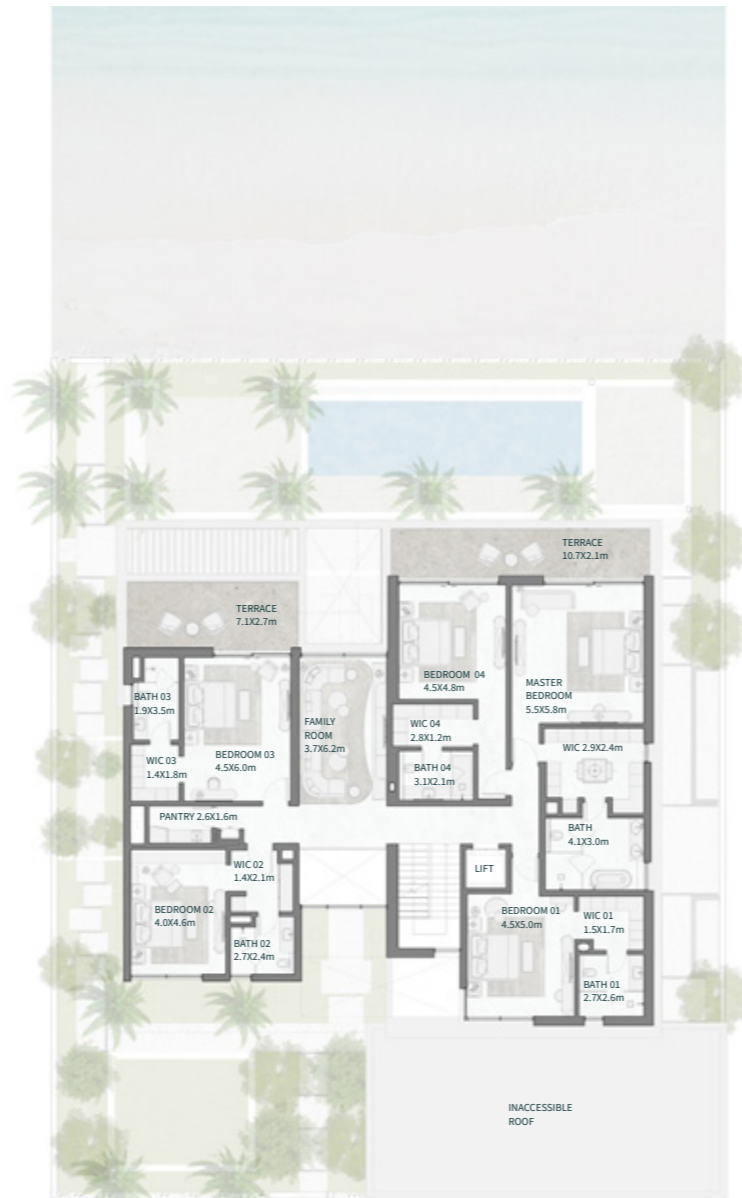 TERRACE
10.7X2.1m
TERRACE
7.1X2.7m
BEDROOM 04
4.5X4.8m
MASTER
BEDROOM
5.5X5.8m
BATH 03
1.9X3.5m
FAMILY
ROOM
3.7X6.2m
WIC 04
2.8X1.2m
BEDROOM 03
4.5X6.0m
WIC 2.9X2.4m
WIC 03
1.4X1.8m
BATH 04
3.1X2.1m
PANTRY 2.6X1.6m
BATH
4.1X3.0m
WIC 02
1.4X2.1m
LIFT
BEDROOM 02
4.0X4.6m
BEDROOM 01
4.5X5.0m
WIC 01
1.5X1.7m
BATH 02
2.7X2.4m
BATH 01
2.7X2.6m
INACCESSIBLE
ROOF